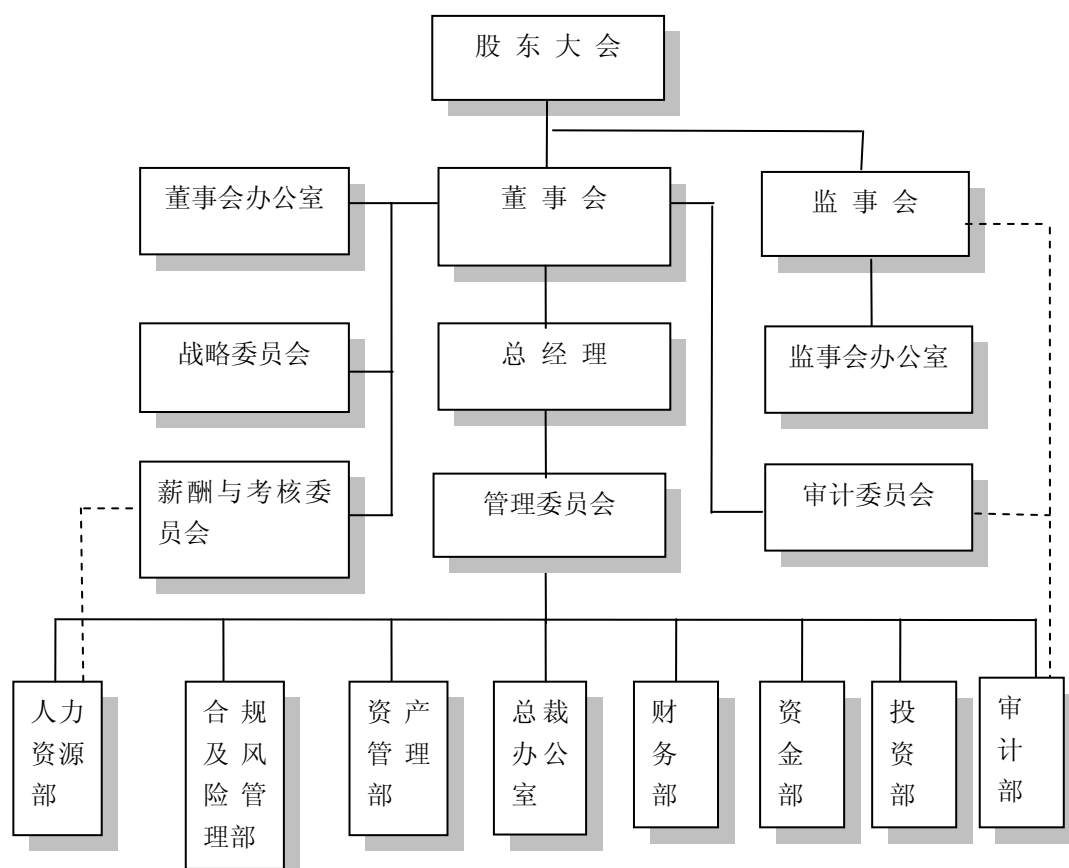 股 东 大 会
董事会办公室
董 事 会
监 事 会
战略委员会
总 经 理
监事会办公室
薪酬与考核委
员会
管理委员会
审计委员会
人力
资源
部
合 规
及 风
险 管
理部
资 产
管 理
部
总裁
办公
室
财
务
部
资
金
部
投
资
部
审
计
部